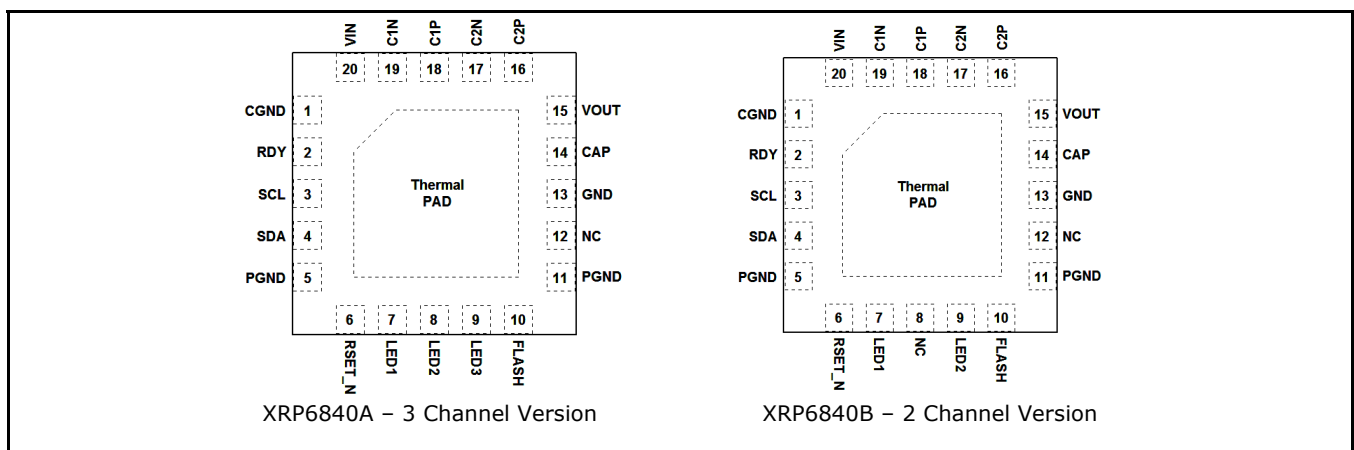 VIN C1N C1P C2N C2P
20 19 18 17 16
CGND 1
15 VOUT
RDY 2
14 CAP
SCL 3
13 GND
SDA 4
12 NC
PGND 5
11 PGND
Thermal
PAD
6 7 8 9 10
RSET_N LED1 LED2 LED3 FLASH
XRP6840A – 3 Channel Version
VIN C1N C1P C2N C2P
20 19 18 17 16
CGND 1
15 VOUT
RDY 2
14 CAP
SCL 3
13 GND
SDA 4
12 NC
PGND 5
11 PGND
Thermal
PAD
6 7 8 9 10
RSET_N LED1 NC LED2 FLASH
XRP6840B – 2 Channel Version